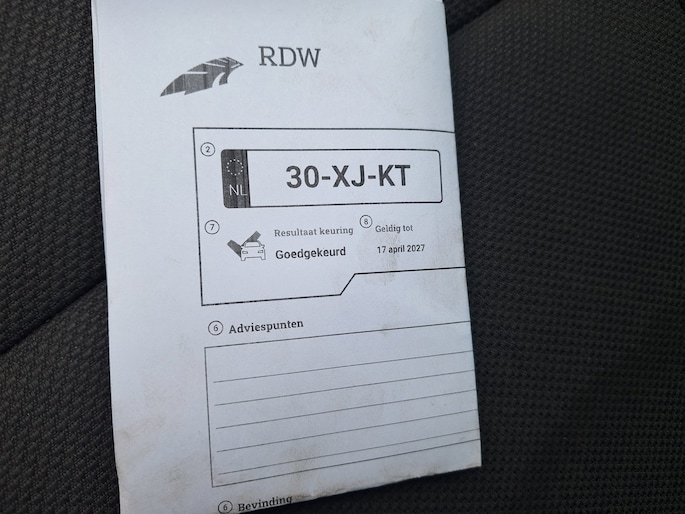 RDW
2
NL
30-XJ-KT
7 Resultaat keuring
Goedgekeurd
8 Geldig tot
17 april 2027
6 Adviespunten
6 Bevinding